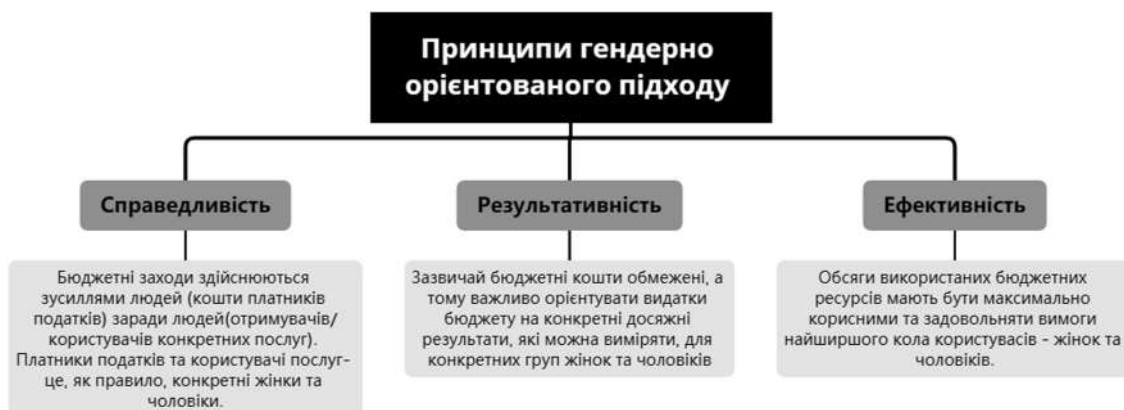 Принципи гендерно
орієнтованого підходу
Справедливість
Бюджетні заходи здійснюються
зусиллями людей (кошти платників
податків) заради людей(отримувачів/
користувачів конкретних послуг).
Платники податків та користувачі послуг-
це, як правило, конкретні жінки та
чоловіки.
Результативність
Зазвичай бюджетні кошти обмежені, а
тому важливо орієнтувати видатки
бюджету на конкретні досяжні
результати, які можна виміряти, для
конкретних груп жінок та чоловіків
Ефективність
Обсяги використаних бюджетних
ресурсів мають бути максимально
корисними та задовольняти вимоги
найширшого кола користувасів - жінок та
чоловіків.